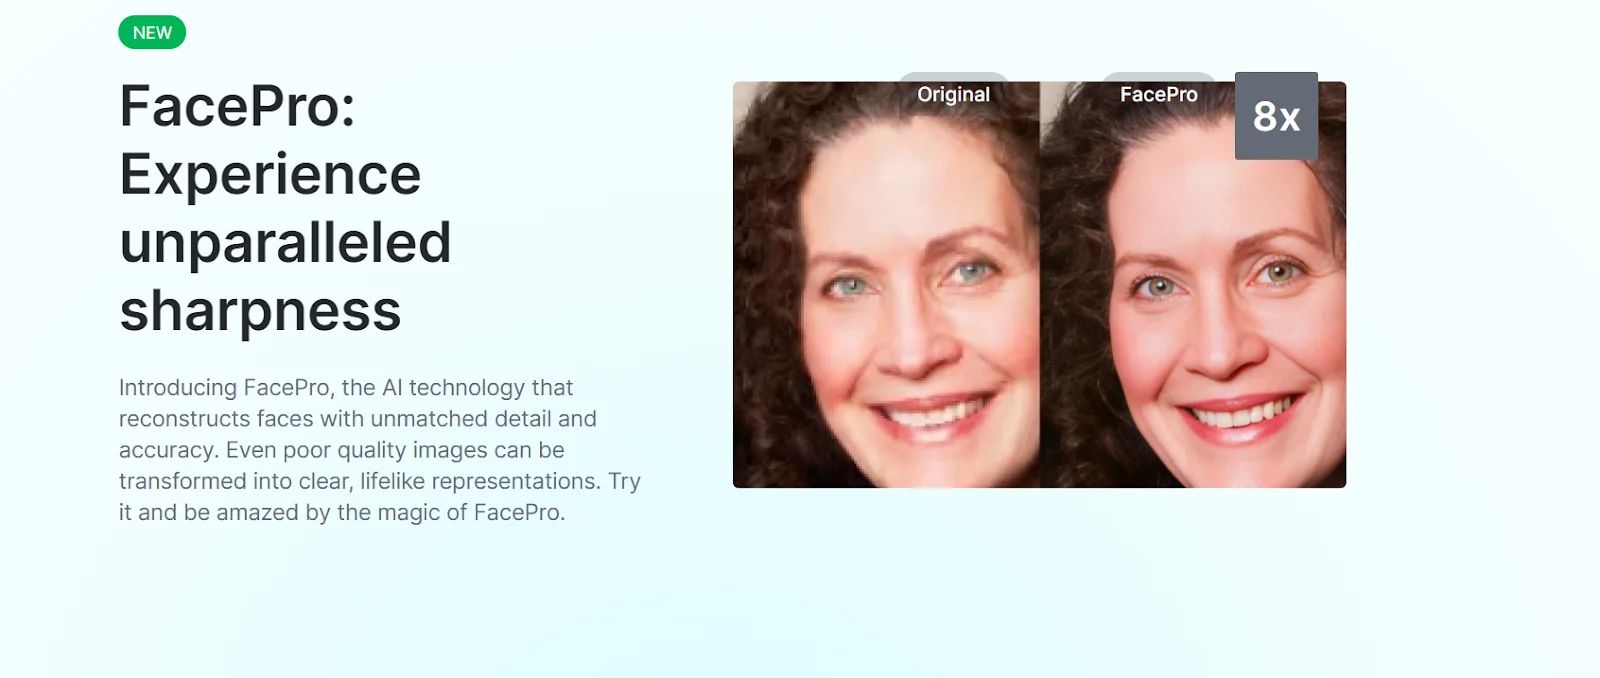 NEW
FacePro:
Experience
unparalleled
sharpness
Introducing FacePro, the AI technology that
reconstructs faces with unmatched detail and
accuracy. Even poor quality images can be
transformed into clear, lifelike representations. Try
it and be amazed by the magic of FacePro.
Original
FacePro
8x